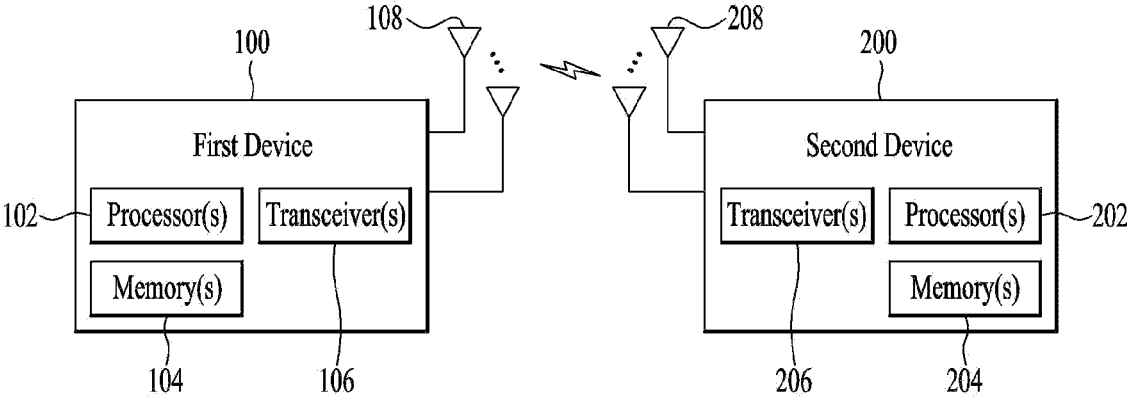 108
208
100
200
First Device
Second Device
102
Processor(s)
Transceiver(s)
Transceiver(s)
Processor(s)
202
Memory(s)
Memory(s)
104
106
206
204